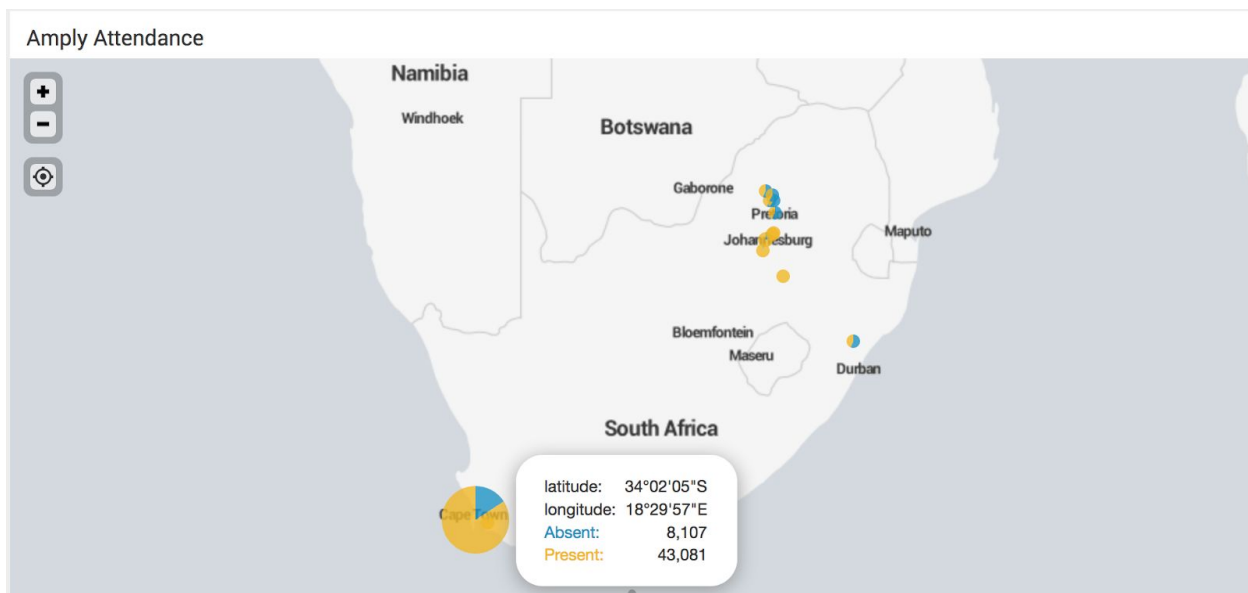 Amply Attendance
Namibia
Windhoek
Botswana
Gaborone
Pretoria
Johannesburg
Maputo
Bloemfontein
Maseru
Durban
South Africa
Cape Town
latitude: 34°02'05"S
longitude: 18°29'57"E
Absent: 8,107
Present: 43,081